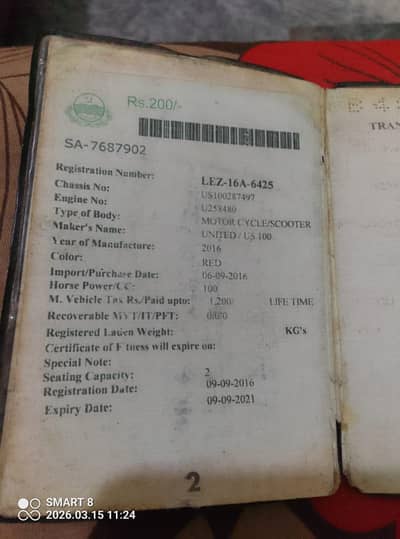 Rs.200/-
SA-7687902
Registration Number: LEZ-16A-6425
Chassis No: US100287497
Engine No: U258480
Type of Body: MOTOR CYCLE/SCOOTER
Maker's Name: UNITED / US 100
Year of Manufacture: 2016
Color: RED
Import/Purchase Date: 06-09-2016
Horse Power/CC: 100
M. Vehicle Tax Rs/Paid upto: 1,200/ LIFE TIME
Recoverable MVT/IT/PFT: 0/0/0
Registered Laden Weight: KG's
Certificate of Fitness will expire on:
Special Note:
Seating Capacity: 2
Registration Date: 09-09-2016
Expiry Date: 09-09-2021
2
TRAN
SMART 8
2026.03.15 11:24